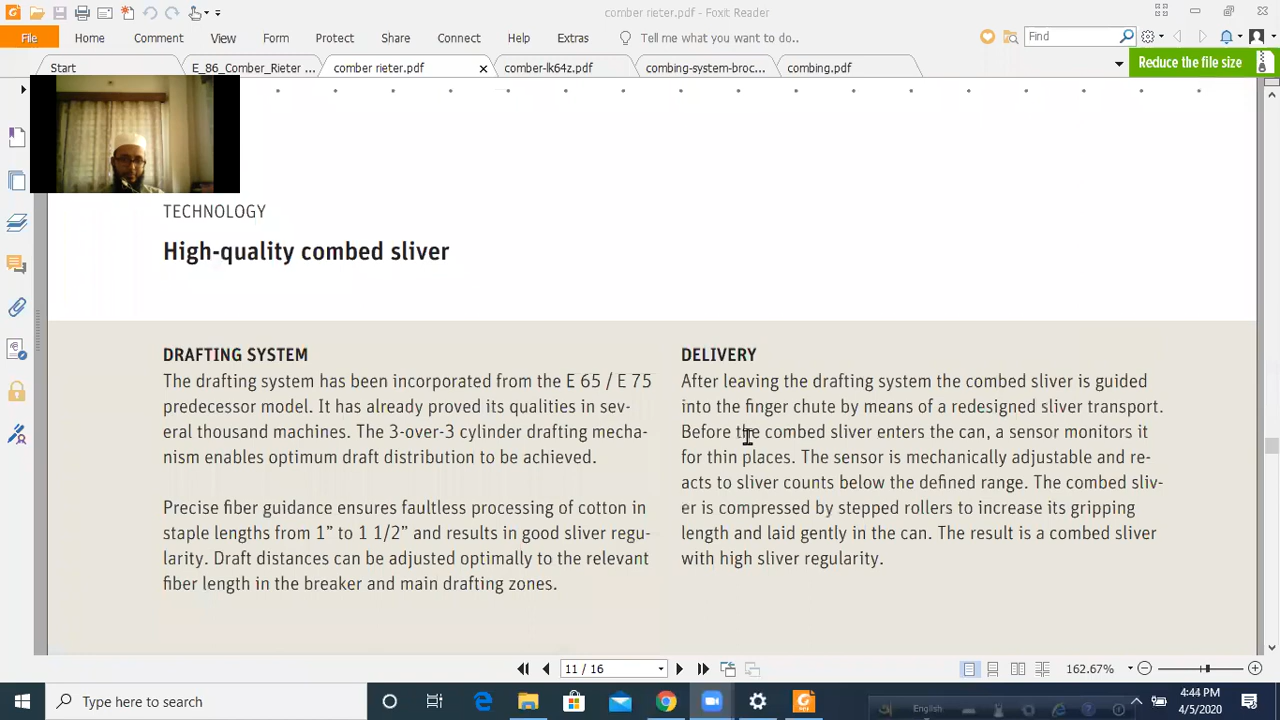 comber rieter.pdf - Foxit Reader
File
Home
Comment
View
Form
Protect
Share
Connect
Help
Extras
Tell me what you want to do..
Find
Start
E_86_Comber_Rieter ...
comber rieter.pdf
comber-lk64z.pdf
combing-system-broc...
combing.pdf
Reduce the file size
TECHNOLOGY
High-quality combed sliver
DRAFTING SYSTEM
The drafting system has been incorporated from the E 65 / E 75
predecessor model. It has already proved its qualities in sev-
eral thousand machines. The 3-over-3 cylinder drafting mecha-
nism enables optimum draft distribution to be achieved.
Precise fiber guidance ensures faultless processing of cotton in
staple lengths from 1” to 1 1/2” and results in good sliver regu-
larity. Draft distances can be adjusted optimally to the relevant
fiber length in the breaker and main drafting zones.
DELIVERY
After leaving the drafting system the combed sliver is guided
into the finger chute by means of a redesigned sliver transport.
Before the combed sliver enters the can, a sensor monitors it
for thin places. The sensor is mechanically adjustable and re-
acts to sliver counts below the defined range. The combed sliv-
er is compressed by stepped rollers to increase its gripping
length and laid gently in the can. The result is a combed sliver
with high sliver regularity.
11 / 16
162.67%
Type here to search
English
4:44 PM
4/5/2020